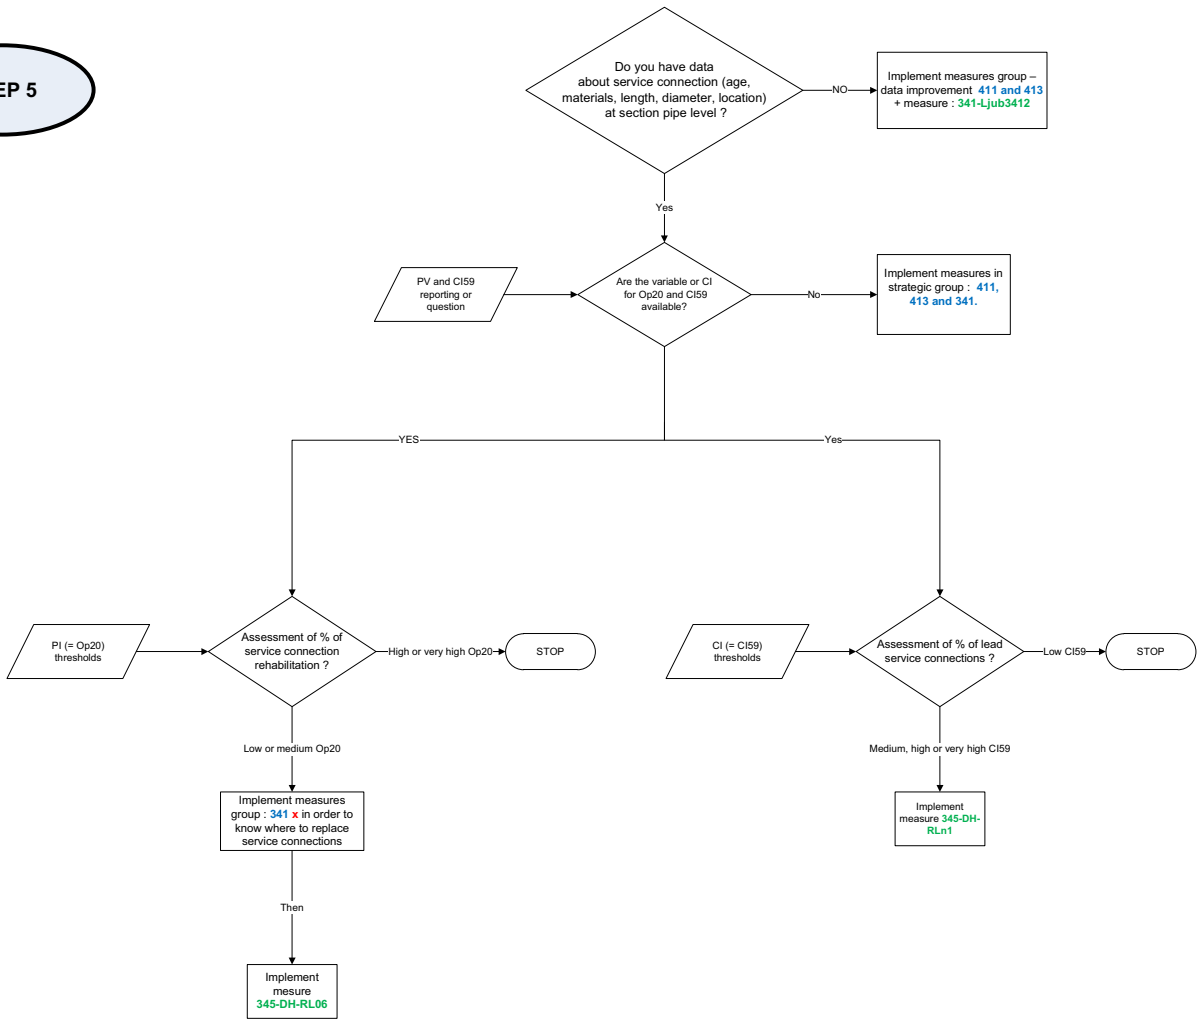 EP 5
Do you have data
about service connection (age,
materials, length, diameter, location)
at section pipe level ?
NO
Implement measures group –
data improvement 411 and 413
+ measure : 341-Ljub3412
Yes
PV and CI59
reporting or
question
Are the variable or CI
for Op20 and CI59
available?
No
Implement measures in
strategic group : 411,
413 and 341.
YES
Yes
PI (= Op20)
thresholds
Assessment of % of
service connection
rehabilitation ?
High or very high Op20
STOP
CI (= CI59)
thresholds
Assessment of % of lead
service connections ?
Low CI59
STOP
Low or medium Op20
Medium, high or very high CI59
Implement measures
group : 341 x in order to
know where to replace
service connections
Implement
measure 345-DH-
RLn1
Then
Implement
mesure
345-DH-RL06